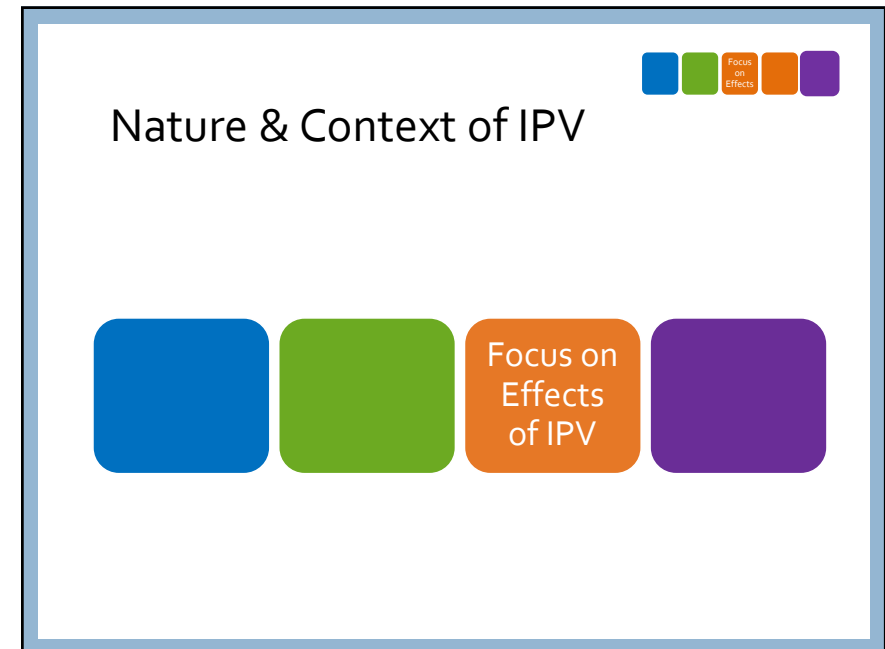 Focus
on
Effects
Nature & Context of IPV
Focus on
Effects
of IPV